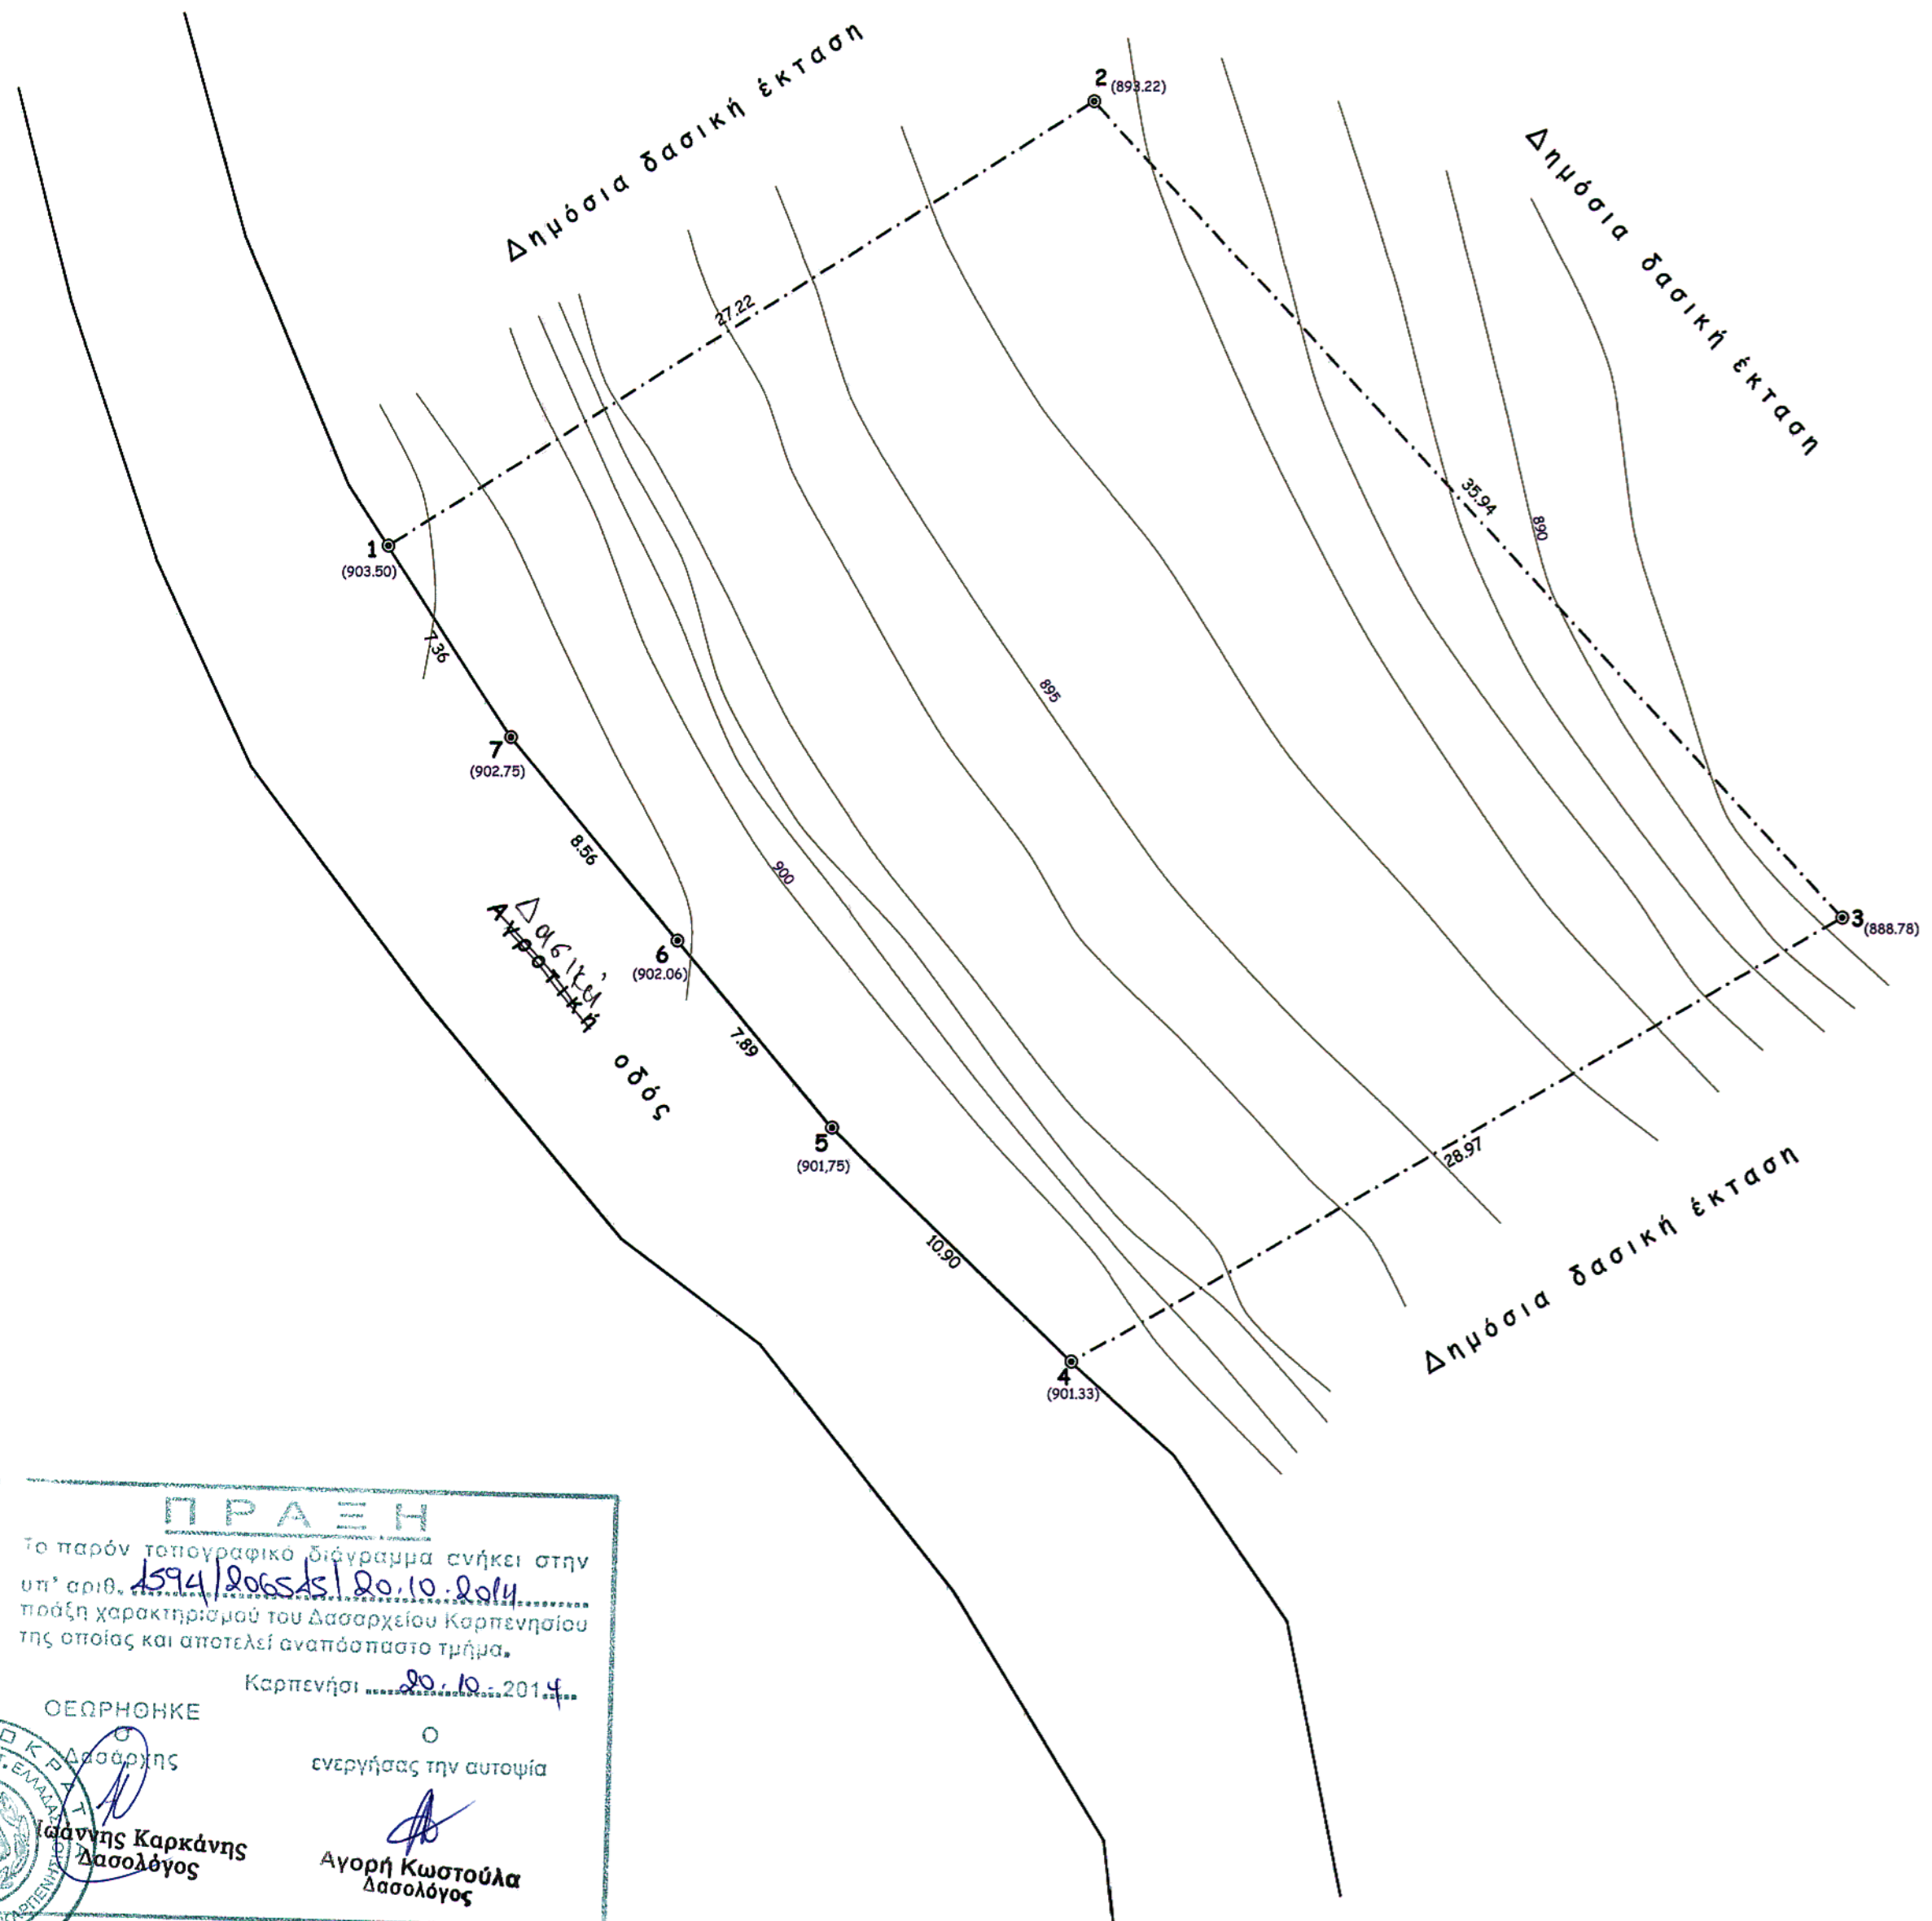 Δημόσια δασική έκταση
2 (893.22)
Δημόσια δασική έκταση
27.22
35.94
890
1
(903.50)
7.36
895
7
(902.75)
8.56
900
3 (888.78)
Δασική
Αγροτική οδός
6
(902.06)
7.89
5
(901,75)
28.97
10.90
Δημόσια δασική έκταση
4
(901.33)
ΠΡΑΞΗ
Το παρόν τοπογραφικό διάγραμμα ανήκει στην
υπ' αριθ. 1594/206515/20.10.2014
πράξη χαρακτηρισμού του Δασαρχείου Καρπενησίου
της οποίας και αποτελεί αναπόσπαστο τμήμα.
Καρπενήσι 20.10.2014
ΘΕΩΡΗΘΗΚΕ
Ο Ο
Δασάρχης ενεργήσας την αυτοψία
Ιωάννης Καρκάνης
Δασολόγος
Αγορή Κωστούλα
Δασολόγος